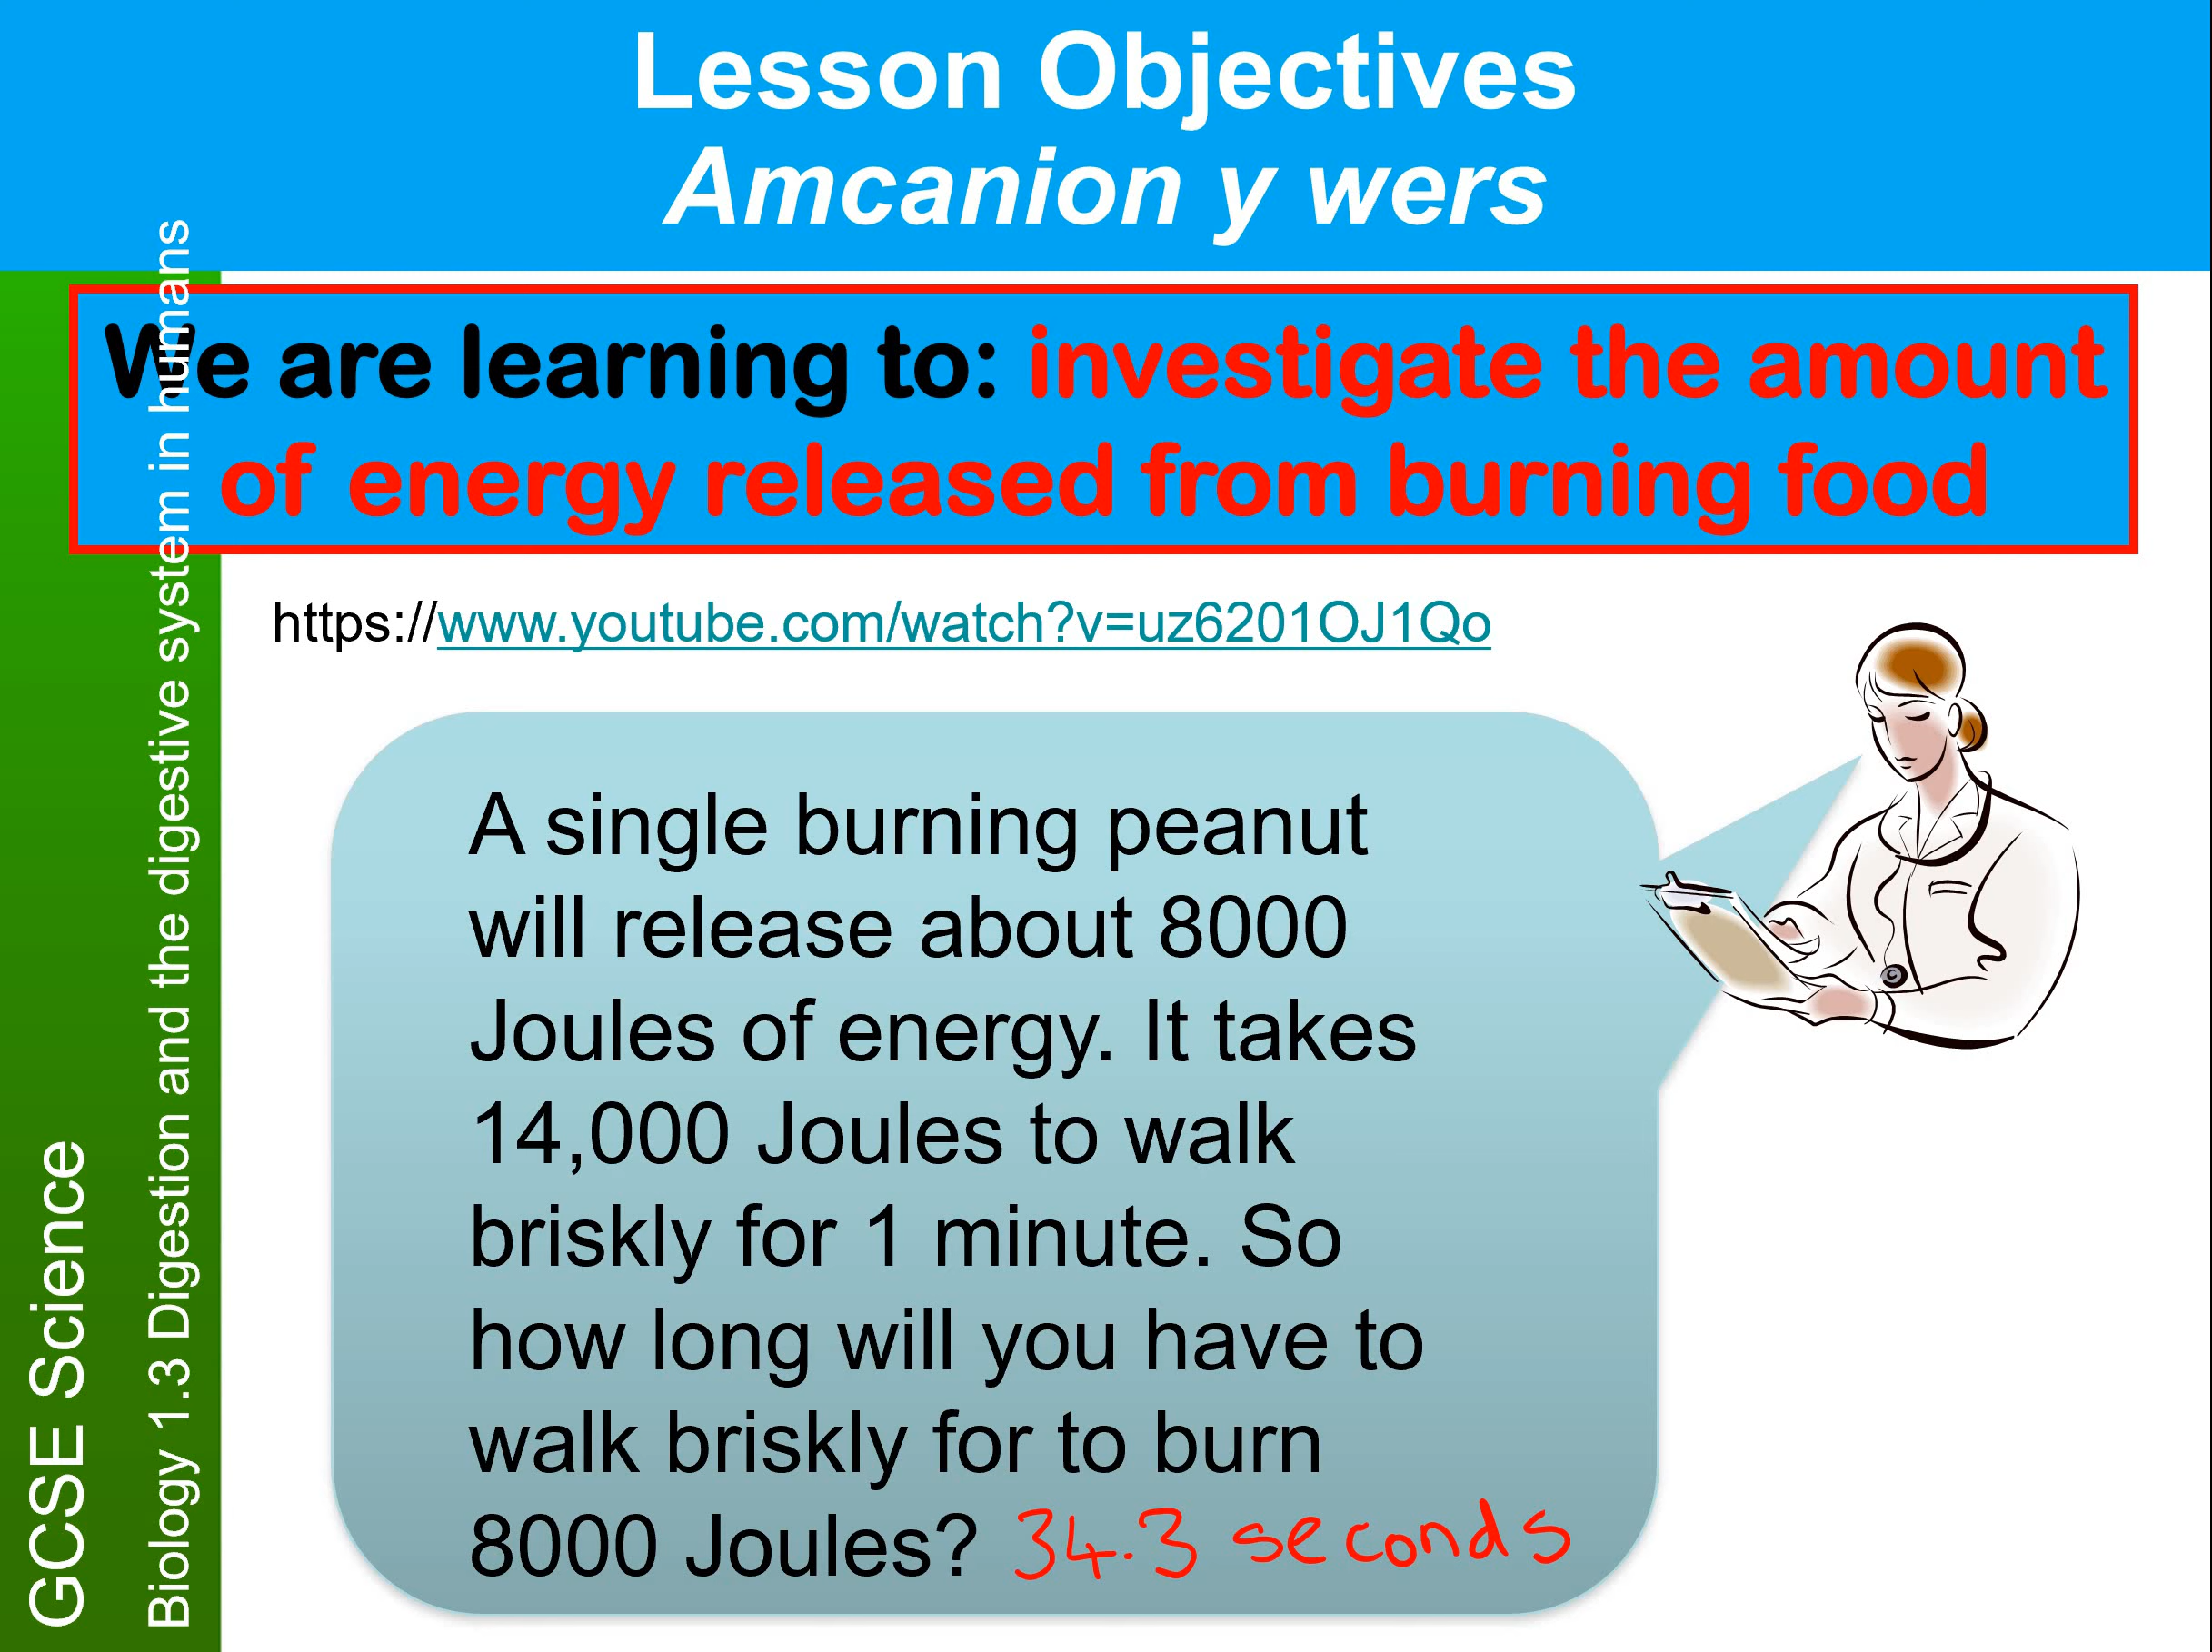 Lesson Objectives
Amcanion y wers
We are learning to: investigate the amount
of energy released from burning food
https://www.youtube.com/watch?v=uz6201OJ1Qo
A single burning peanut
will release about 8000
Joules of energy. It takes
14,000 Joules to walk
briskly for 1 minute. So
how long will you have to
walk briskly for to burn
8000 Joules? 34.3 seconds
GCSE Science
Biology 1.3 Digestion and the digestive system in humans